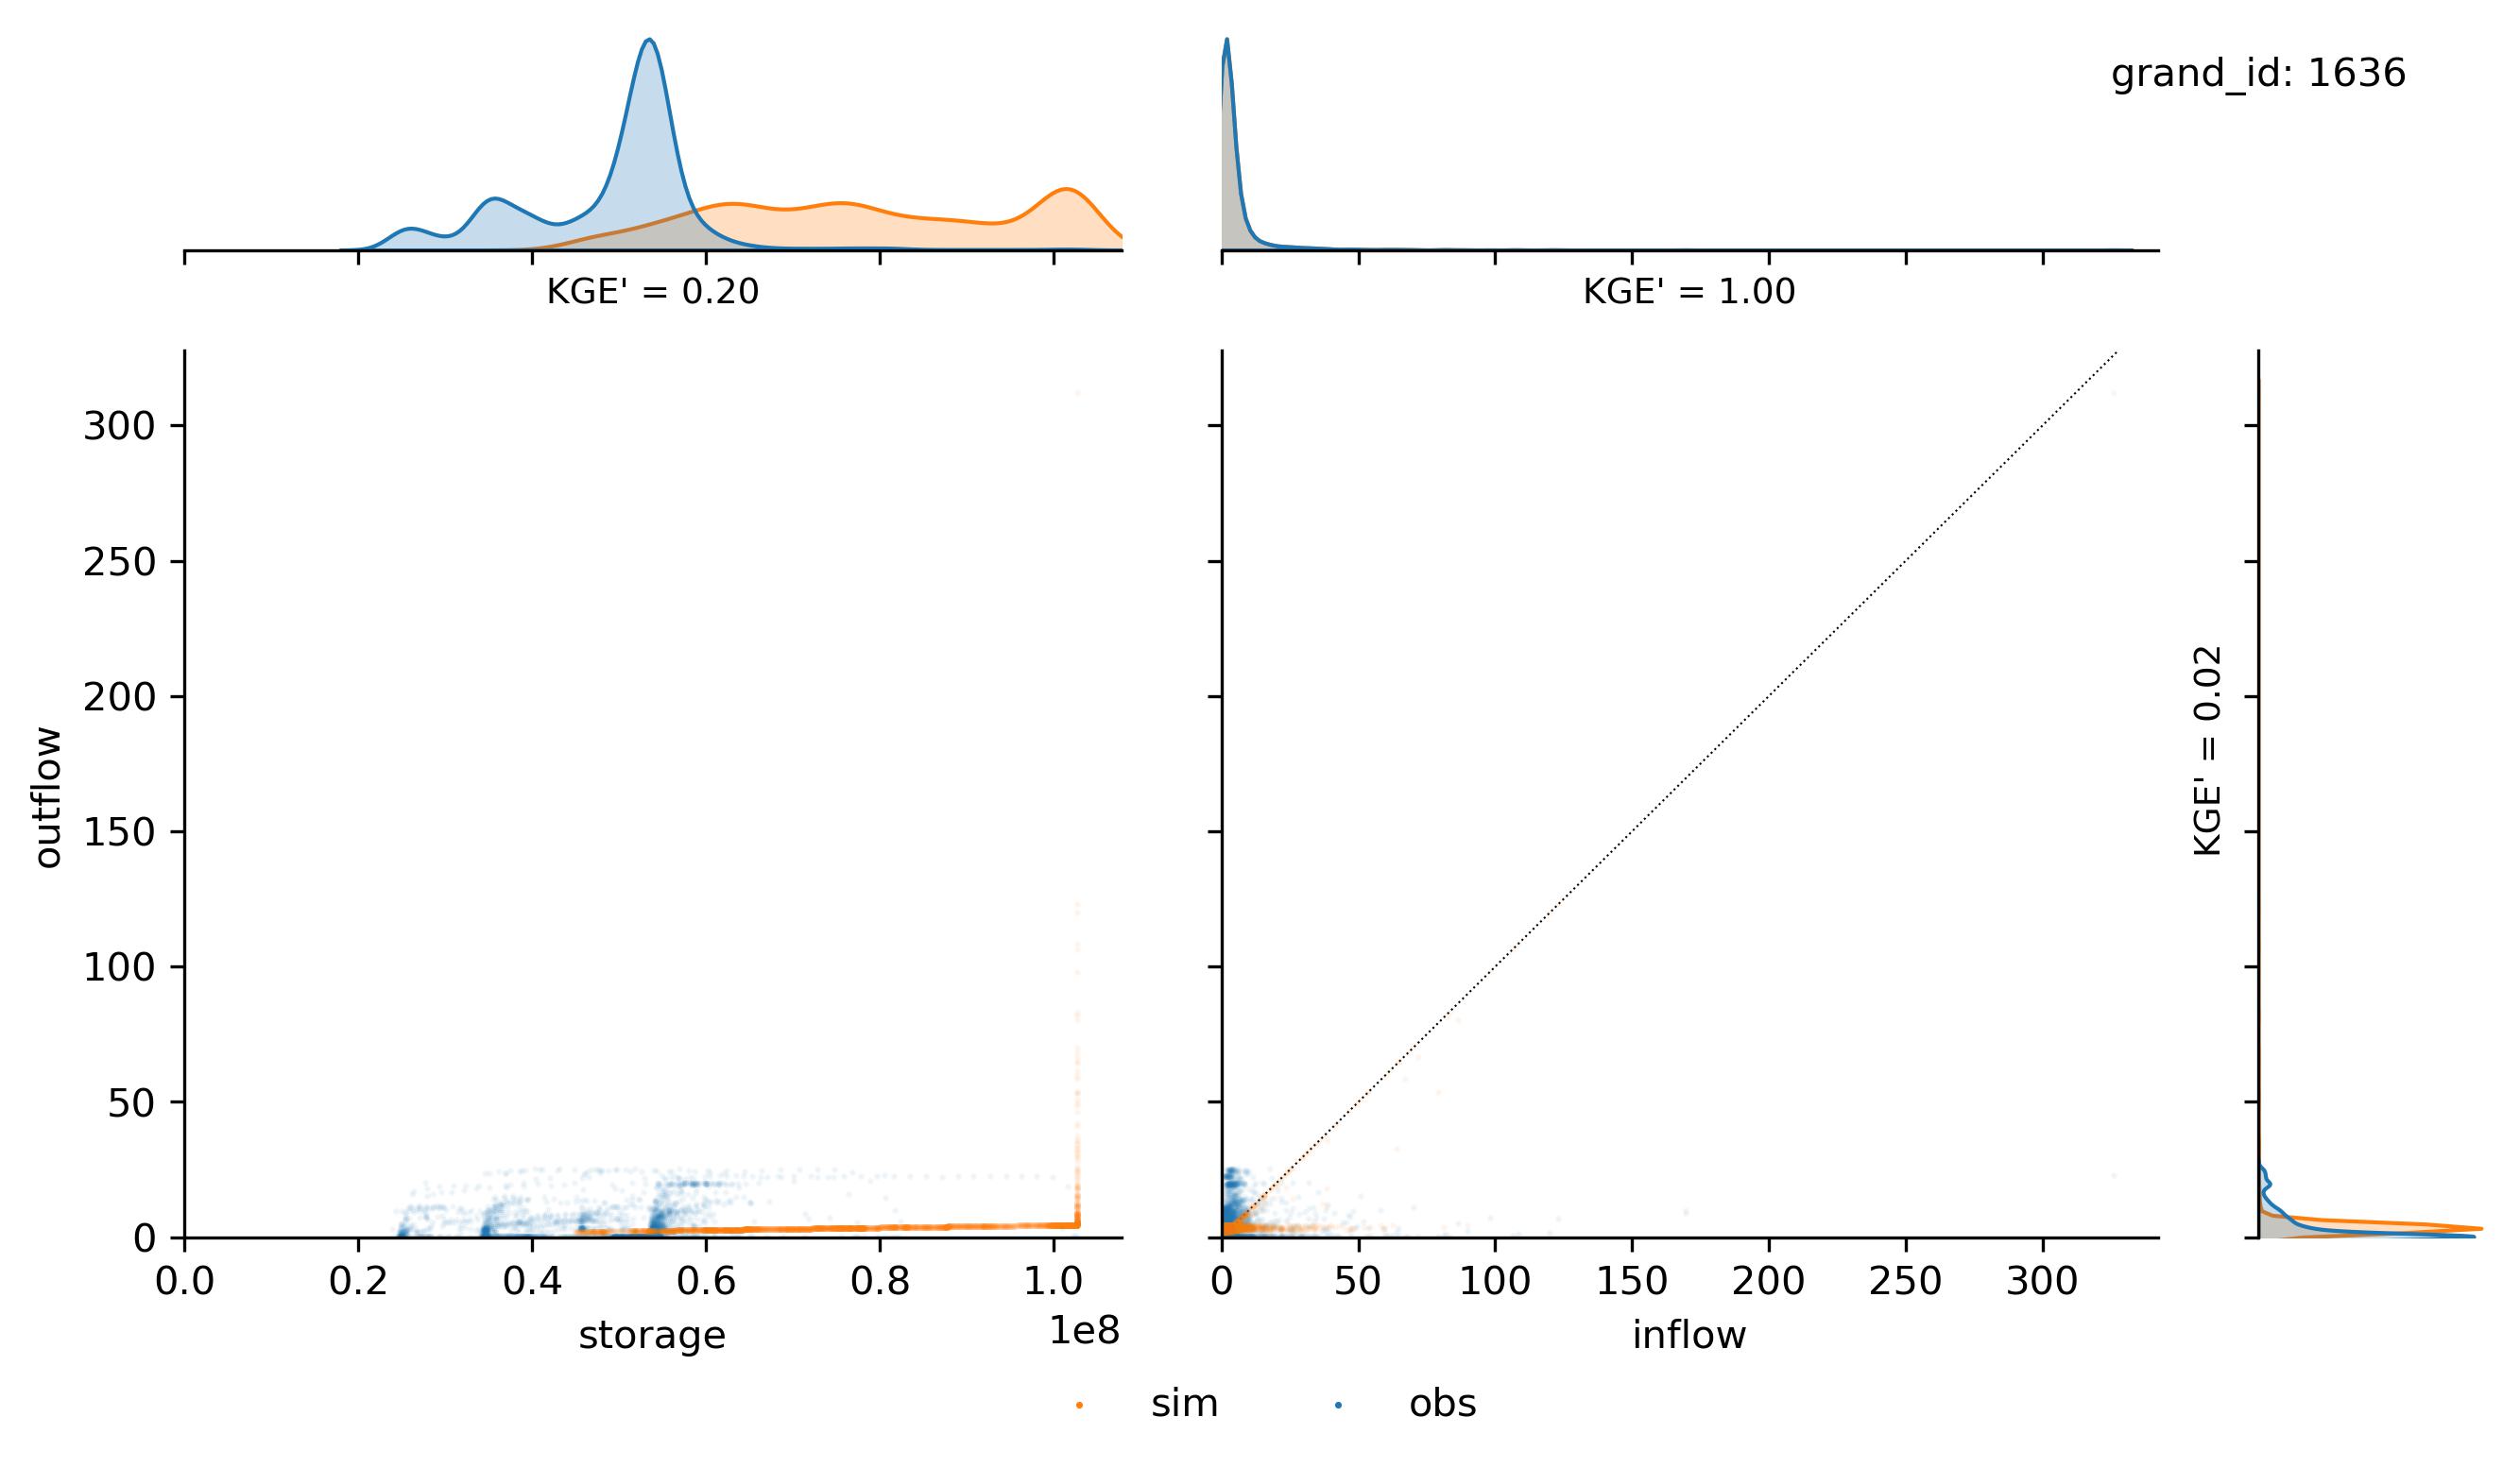 grand_id: 1636
KGE' = 0.20
KGE' = 1.00
outflow
300
250
200
150
100
50
0
KGE' = 0.02
0.0 0.2 0.4 0.6 0.8 1.0
1e8
storage
0 50 100 150 200 250 300
inflow
sim obs